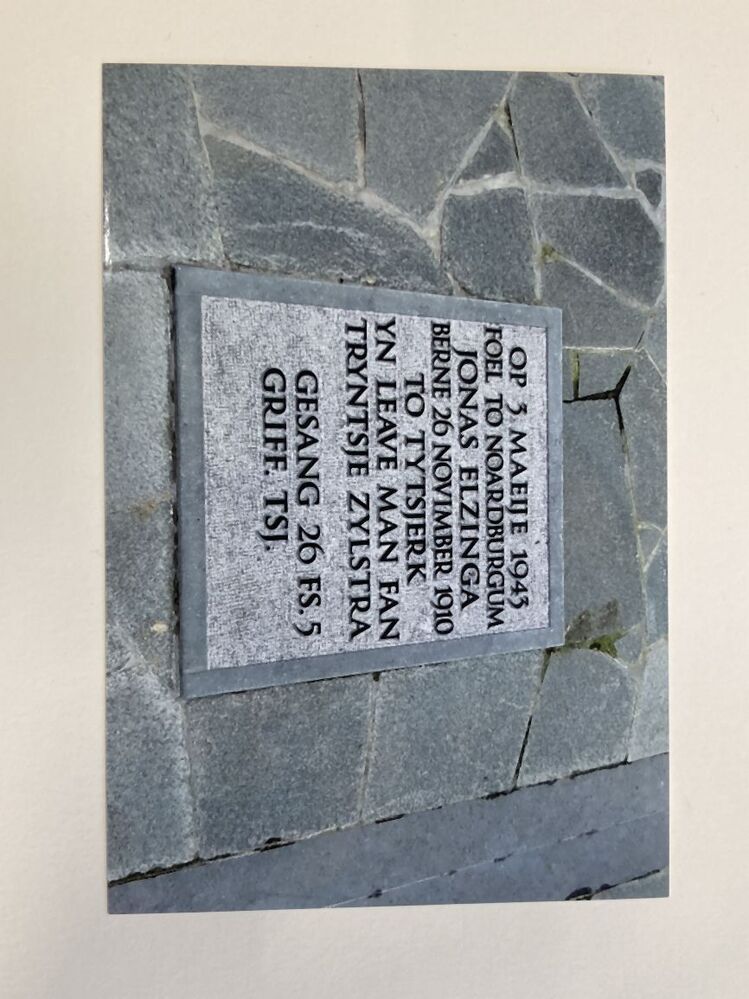 OP 3 MAEIJE 1943
FOEL TO NOARDBURGUM
JONAS ELZINGA
BERNE 26 NOVIMBER 1910
TO TYTSJERK
YN LEAVE MAN FAN
TRYNTSJE ZYLSTRA
GESANG 26 FS. 5
GRIFF. TSJ.